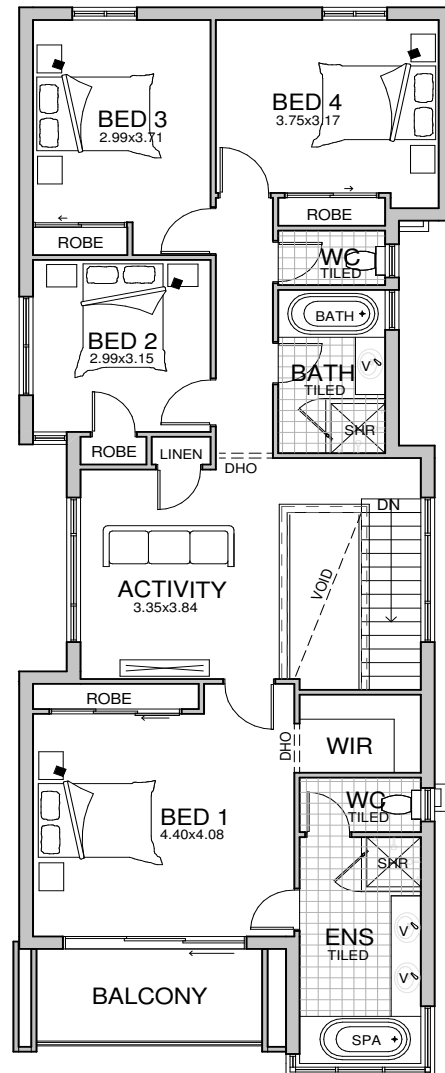 BED 3
2.99x3.71
BED 4
3.75x3.17
ROBE
ROBE
WC
TILED
BED 2
2.99x3.15
BATH
BATH
TILED
V
SHR
ROBE
LINEN
DHO
DN
VOID
ACTIVITY
3.35x3.84
ROBE
DHO
WIR
BED 1
4.40x4.08
WC
TILED
SHR
ENS
TILED
V
V
BALCONY
SPA